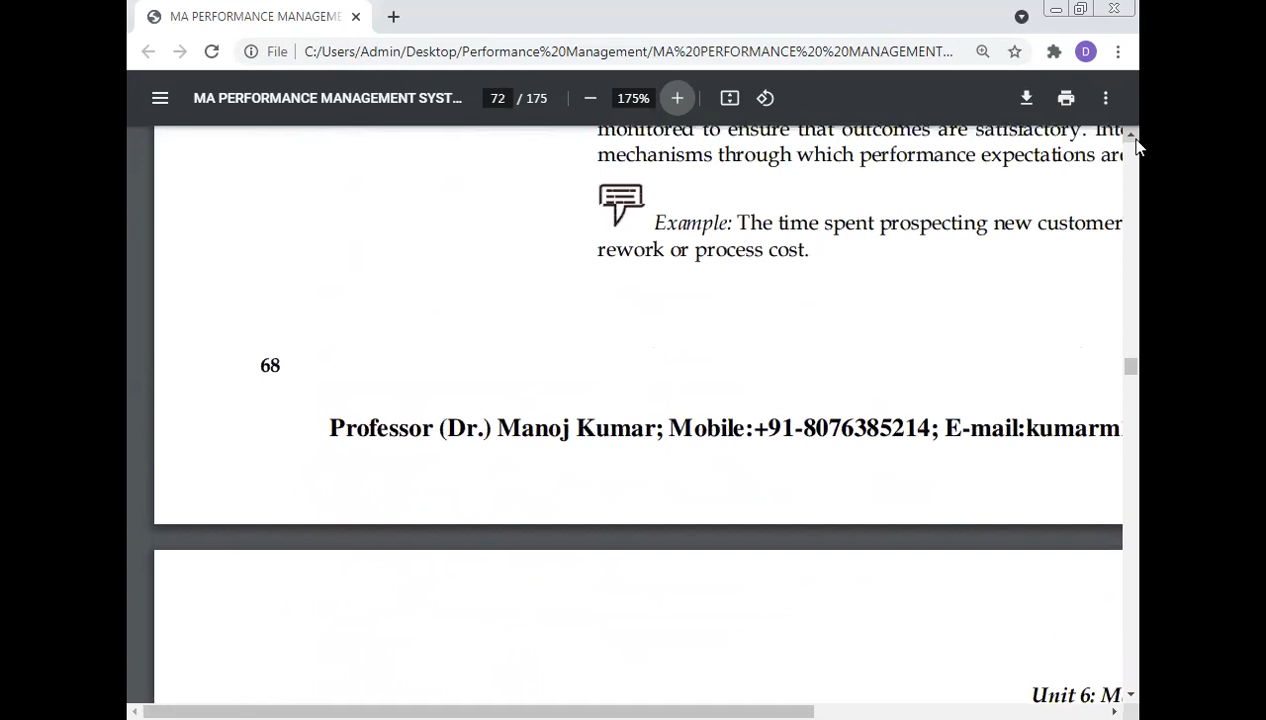 MA PERFORMANCE MANAGEME
File
C:/Users/Admin/Desktop/Performance%20Management/MA%20PERFORMANCE%20%20MANAGEMENT...
D
MA PERFORMANCE MANAGEMENT SYST...
72 / 175
175%
monitored to ensure that outcomes are satisfactory. Inte
mechanisms through which performance expectations are
Example: The time spent prospecting new customer
rework or process cost.
68
Professor (Dr.) Manoj Kumar; Mobile:+91-8076385214; E-mail:kumarm
Unit 6: M